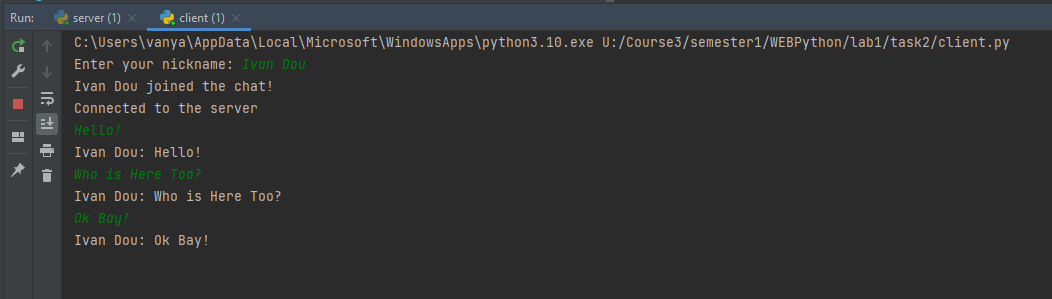 Run: server (1) client (1)
C:\Users\vanya\AppData\Local\Microsoft\WindowsApps\python3.10.exe U:/Course3/semester1/WEBPython/lab1/task2/client.py
Enter your nickname: Ivan Dou
Ivan Dou joined the chat!
Connected to the server
Hello!
Ivan Dou: Hello!
Who is Here Too?
Ivan Dou: Who is Here Too?
Ok Bay!
Ivan Dou: Ok Bay!